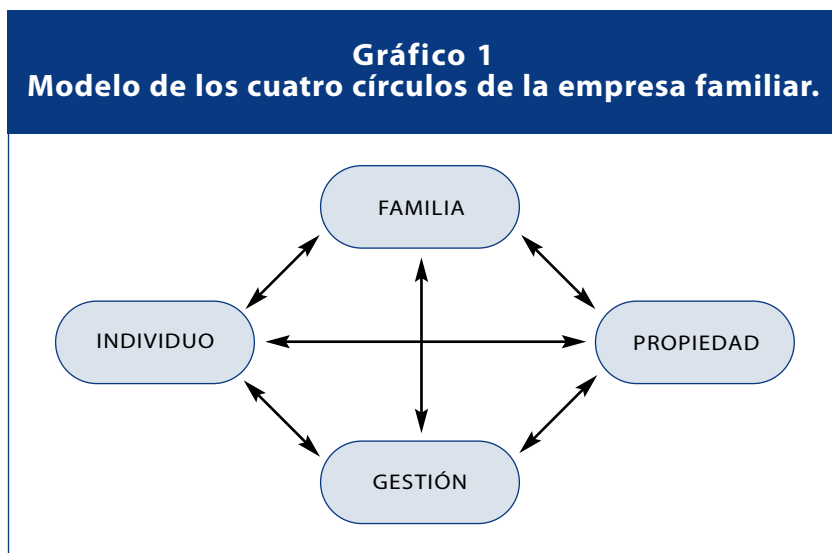 Gráfico 1
Modelo de los cuatro círculos de la empresa familiar.
FAMILIA
INDIVIDUO
PROPIEDAD
GESTIÓN